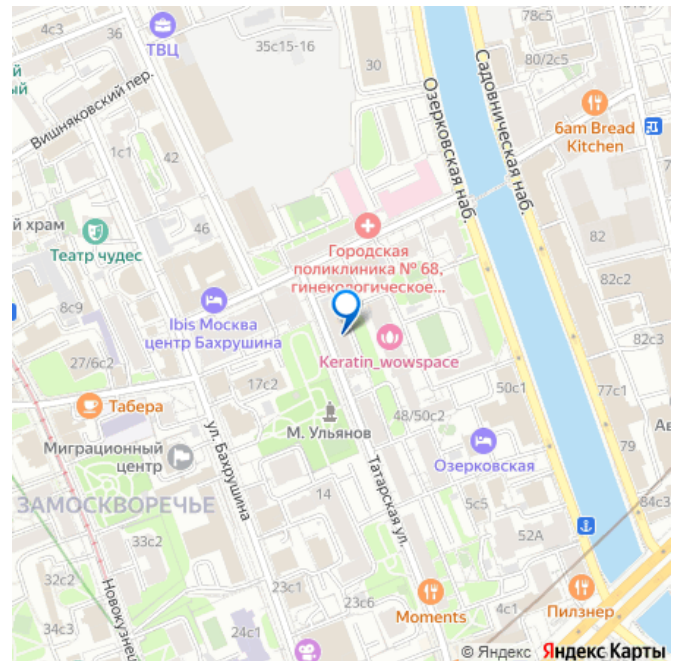 78с5
4с3
36
ТВЦ
35с15-16
30
80/2с5
й
ый
Вишняковский пер.
Озерковская наб.
Садовническая наб.
6am Bread
Kitchen
1с1
42
46
й храм
Театр чудес
Городская
поликлиника № 68,
гинекологическое...
82
82с2
8с9
Ibis Москва
центр Бахрушина
Keratin_wowspace
82с3
27/6с2
17с2
50с1
77с1
Табера
48/50с2
М. Ульянов
Ав
79
Миграционный
центр
ул. Бахрушина
Озерковская
Татарская ул.
ЗАМОСКВОРЕЧЬЕ
14
5с5
84с3
33с2
52А
32с2
Новокузнец
23с1
23с6
Moments
4с1
Пилзнер
34с3
24с1
© Яндекс Яндекс Карты